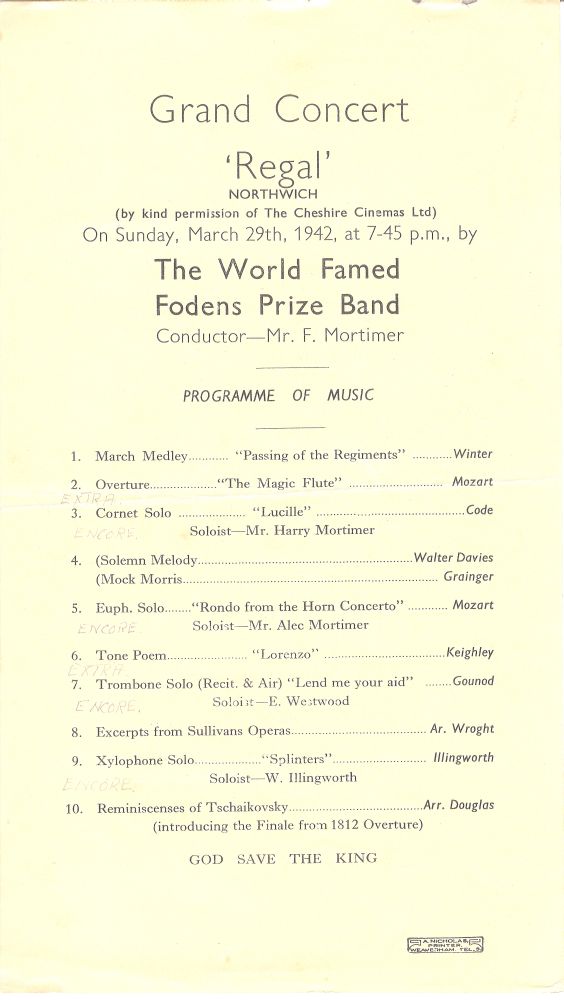 Grand Concert
'Regal'
NORTHWICH
(by kind permission of The Cheshire Cinemas Ltd)
On Sunday, March 29th, 1942, at 7-45 p.m., by
The World Famed
Fodens Prize Band
Conductor—Mr. F. Mortimer
PROGRAMME OF MUSIC
1. March Medley............ "Passing of the Regiments" ............Winter
2. Overture....................."The Magic Flute" ............................ Mozart
EXTRA
3. Cornet Solo ..................... "Lucille" ...............................................Code
ENCORE. Soloist—Mr. Harry Mortimer
4. (Solemn Melody.....................................................................Walter Davies
(Mock Morris.................................................................................. Grainger
5. Euph. Solo........"Rondo from the Horn Concerto" ............ Mozart
ENCORE. Soloist—Mr. Alec Mortimer
6. Tone Poem........................ "Lorenzo" ......................................Keighley
EXTRA.
7. Trombone Solo (Recit. & Air) "Lend me your aid" ........Gounod
ENCORE. Soloist—E. Westwood
8. Excerpts from Sullivans Operas........................................... Ar. Wroght
9. Xylophone Solo....................."Splinters"............................. Illingworth
ENCORE. Soloist—W. Illingworth
10. Reminiscenses of Tschaikovsky..........................................Arr. Douglas
(introducing the Finale from 1812 Overture)
GOD SAVE THE KING
A. NICHOLAS,
PRINTER,
WEAVERHAM. TEL. 5